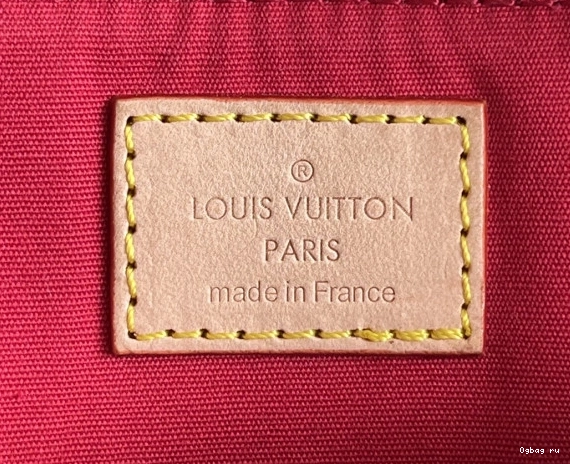 ®
LOUIS VUITTON
PARIS
made in France
Ogbag ru